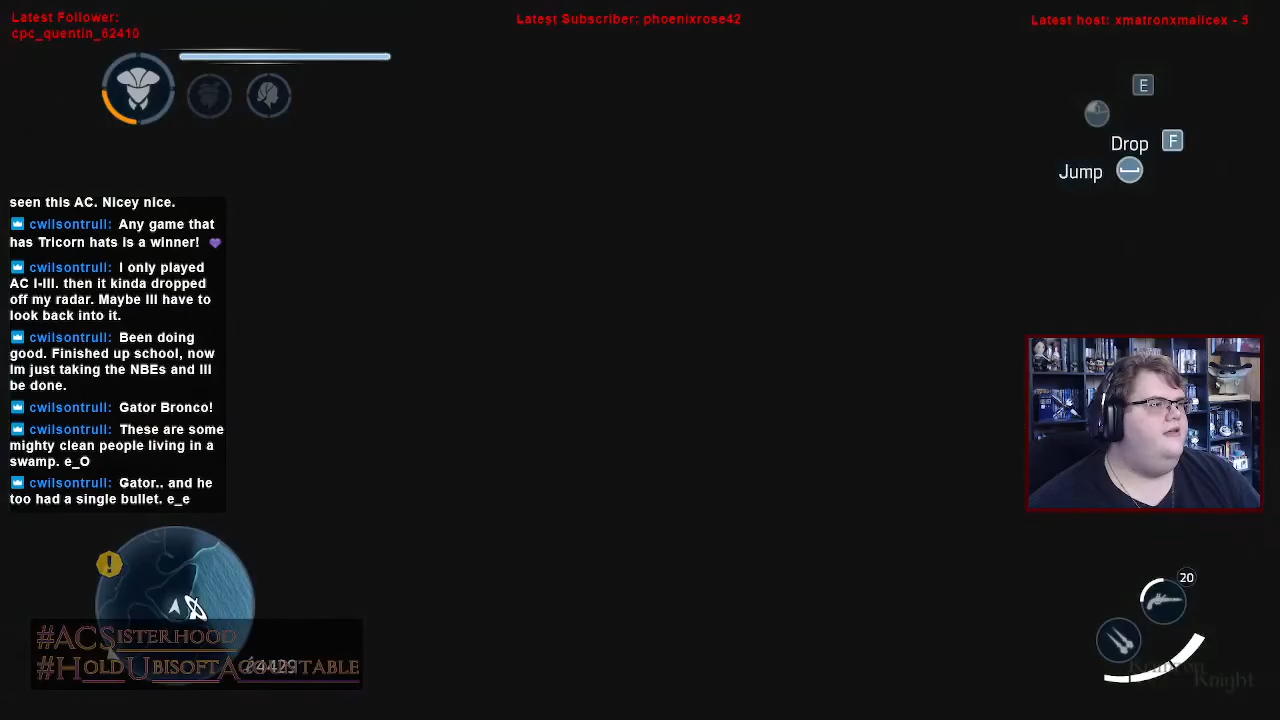 Latest Follower:
cpc_quentin_62410
Latest Subscriber: phoenixrose42
Latest host: xmatronxmalicex - 5
E
Drop F
Jump
seen this AC. Nicey nice.
cwilsontrull: Any game that
has Tricorn hats is a winner!
cwilsontrull: I only played
AC I-III. then it kinda dropped
off my radar. Maybe Ill have to
look back into it.
cwilsontrull: Been doing
good. Finished up school, now
Im just taking the NBEs and Ill
be done.
cwilsontrull: Gator Bronco!
cwilsontrull: These are some
mighty clean people living in a
swamp. e_O
cwilsontrull: Gator.. and he
too had a single bullet. e_e
!
20
#ACSisterhood
#HoldUbisoftAccountable
4429
Knight